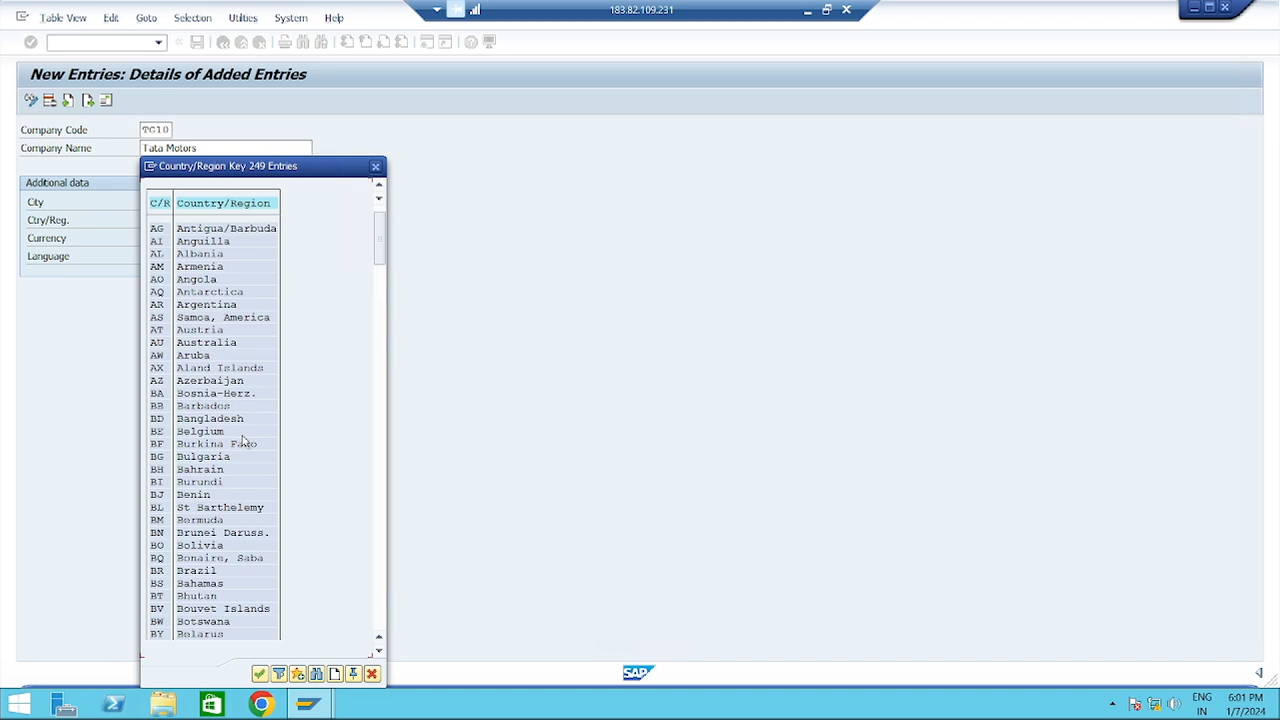 Table View Edit Goto Selection Utilities System Help
183.82.109.231
New Entries: Details of Added Entries
Company Code TG10
Company Name Tata Motors
Country/Region Key 249 Entries
Additional data
City
Ctry/Reg.
Currency
Language
C/R Country/Region
AG Antigua/Barbuda
AI Anguilla
AL Albania
AM Armenia
AO Angola
AQ Antarctica
AR Argentina
AS Samoa, America
AT Austria
AU Australia
AW Aruba
AX Aland Islands
AZ Azerbaijan
BA Bosnia-Herz.
BB Barbados
BD Bangladesh
BE Belgium
BF Burkina Faso
BG Bulgaria
BH Bahrain
BI Burundi
BJ Benin
BL St Barthelemy
BM Bermuda
BN Brunei Daruss.
BO Bolivia
BQ Bonaire, Saba
BR Brazil
BS Bahamas
BT Bhutan
BV Bouvet Islands
BW Botswana
BY Belarus
SAP
ENG 6:01 PM
IN 1/7/2024